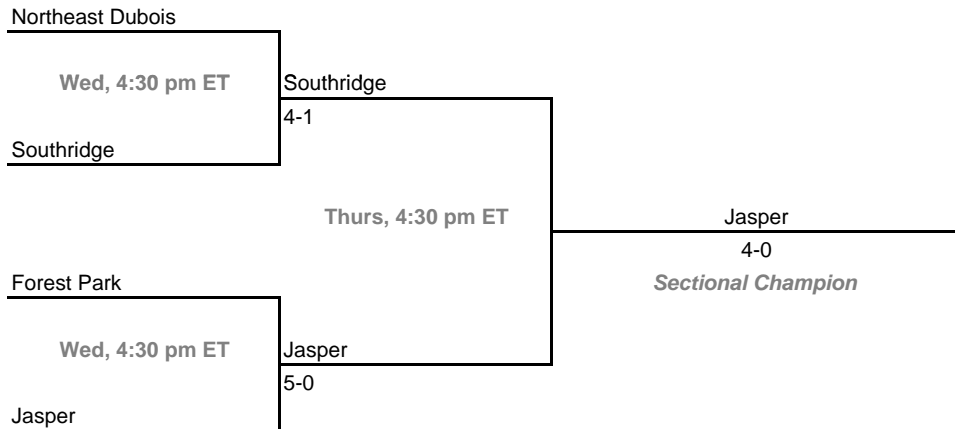 Northeast Dubois
Wed, 4:30 pm ET
Southridge
4-1
Southridge
Thurs, 4:30 pm ET
Jasper
4-0
Sectional Champion
Forest Park
Wed, 4:30 pm ET
Jasper
5-0
Jasper